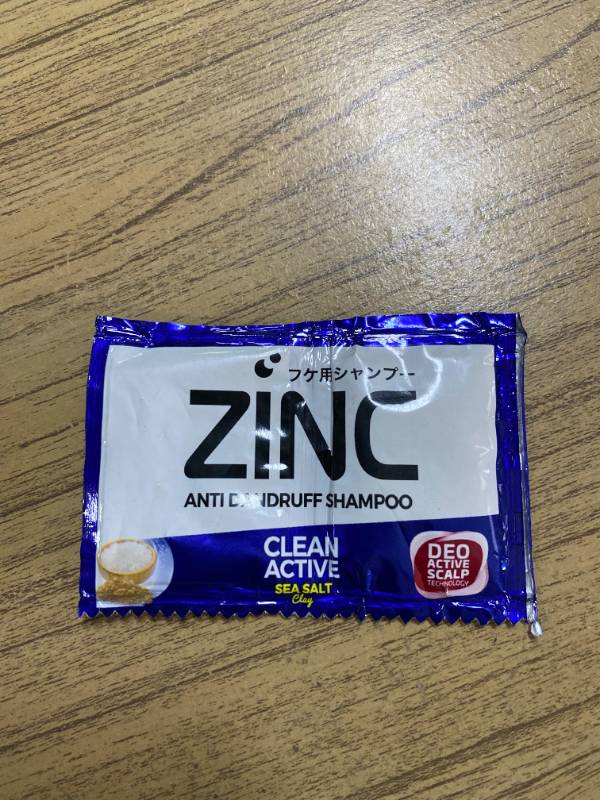 フケ用シャンプー
ZINC
ANTI DANDRUFF SHAMPOO
CLEAN
ACTIVE
SEA SALT
Clay
DEO
ACTIVE
SCALP
TECHNOLOGY